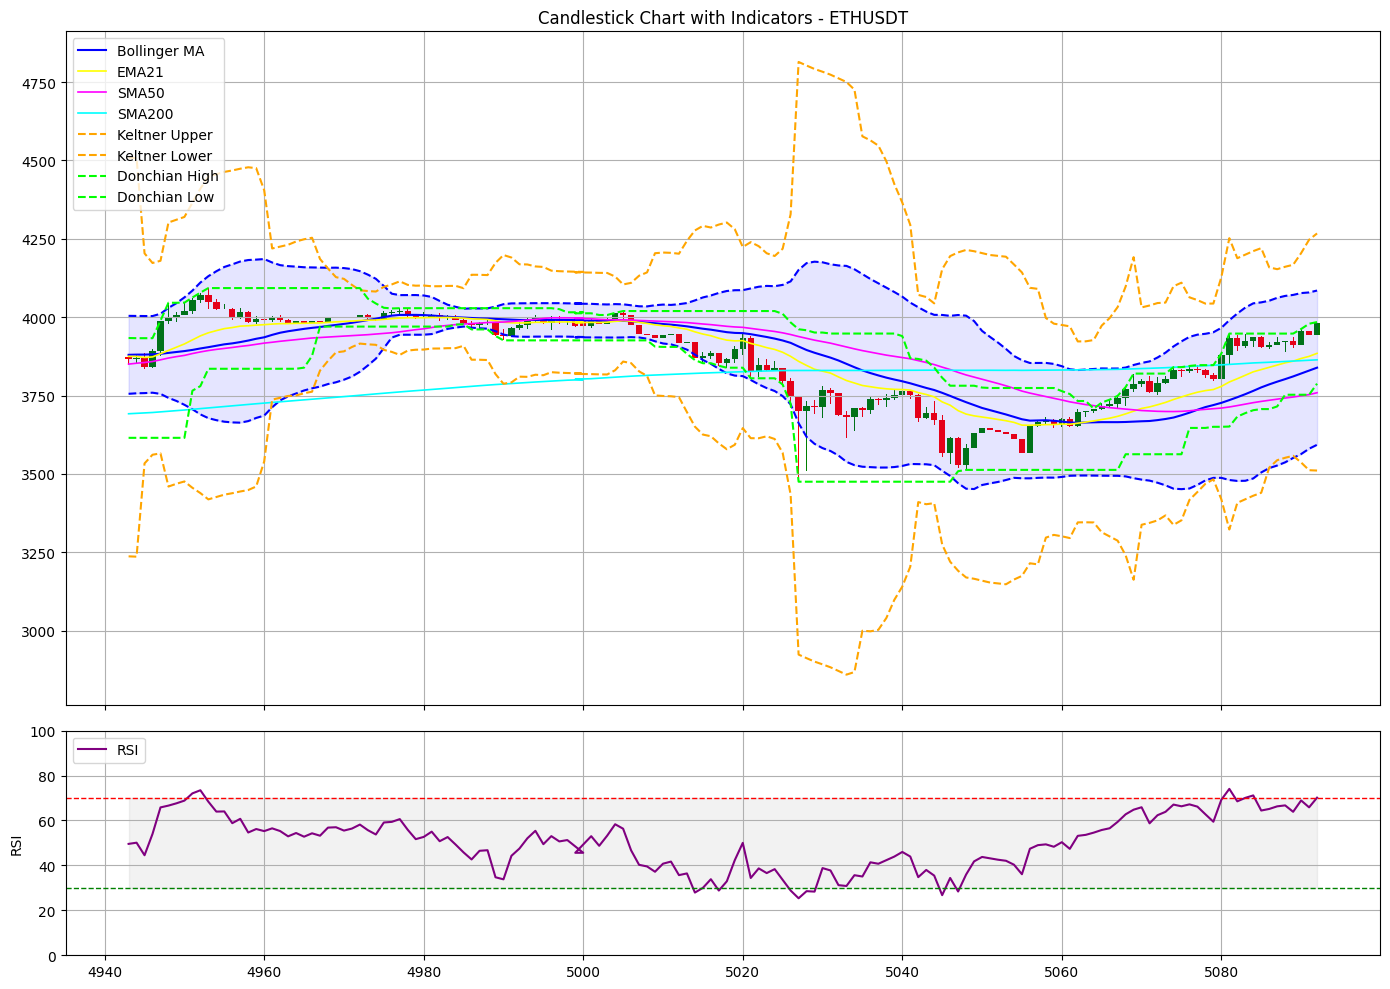 Candlestick Chart with Indicators - ETHUSDT
Bollinger MA
EMA21
SMA50
SMA200
Keltner Upper
Keltner Lower
Donchian High
Donchian Low
4750
4500
4250
4000
3750
3500
3250
3000
RSI
100
80
60
40
20
0
RSI
4940 4960 4980 5000 5020 5040 5060 5080